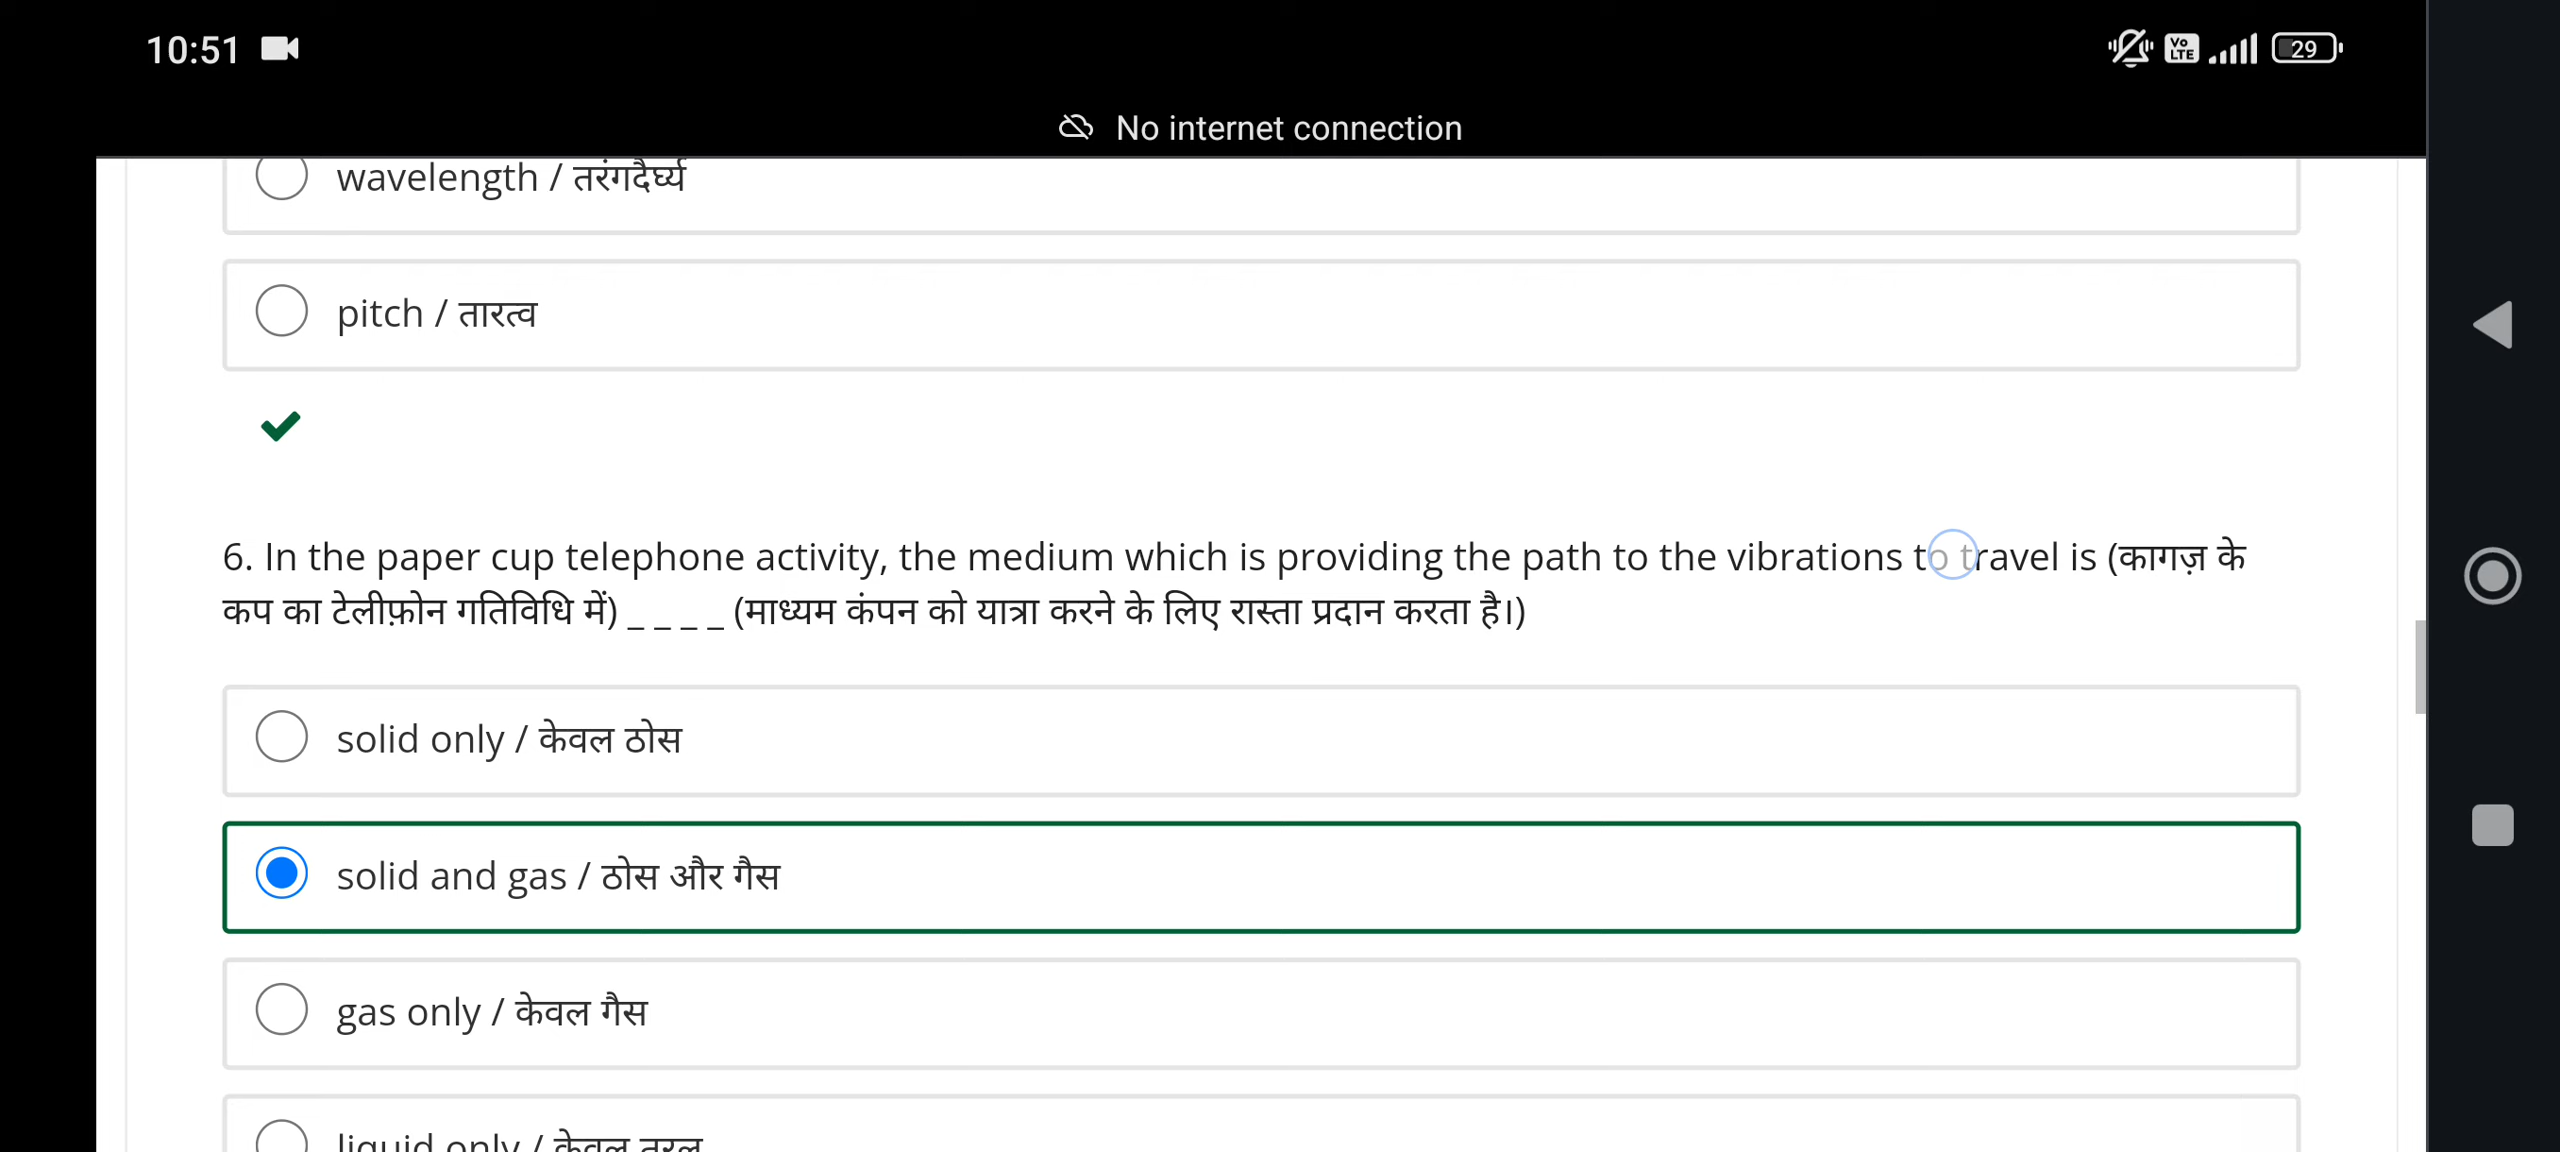 10:51
Vo LTE
29
No internet connection
wavelength / तरंगदैर्घ्य
pitch / तारत्व
6. In the paper cup telephone activity, the medium which is providing the path to the vibrations to travel is (कागज़ के
कप का टेलीफ़ोन गतिविधि में) _ _ _ _ (माध्यम कंपन को यात्रा करने के लिए रास्ता प्रदान करता है।)
solid only / केवल ठोस
solid and gas / ठोस और गैस
gas only / केवल गैस
liquid only / केवल तरल